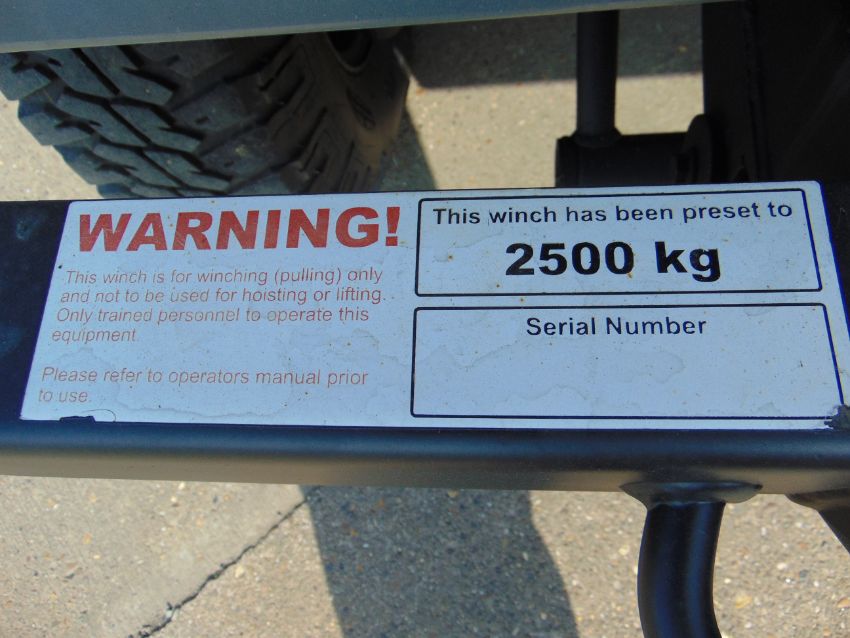 WARNING!
This winch is for winching (pulling) only
and not to be used for hoisting or lifting.
Only trained personnel to operate this
equipment.
Please refer to operators manual prior
to use.
This winch has been preset to
2500 kg
Serial Number